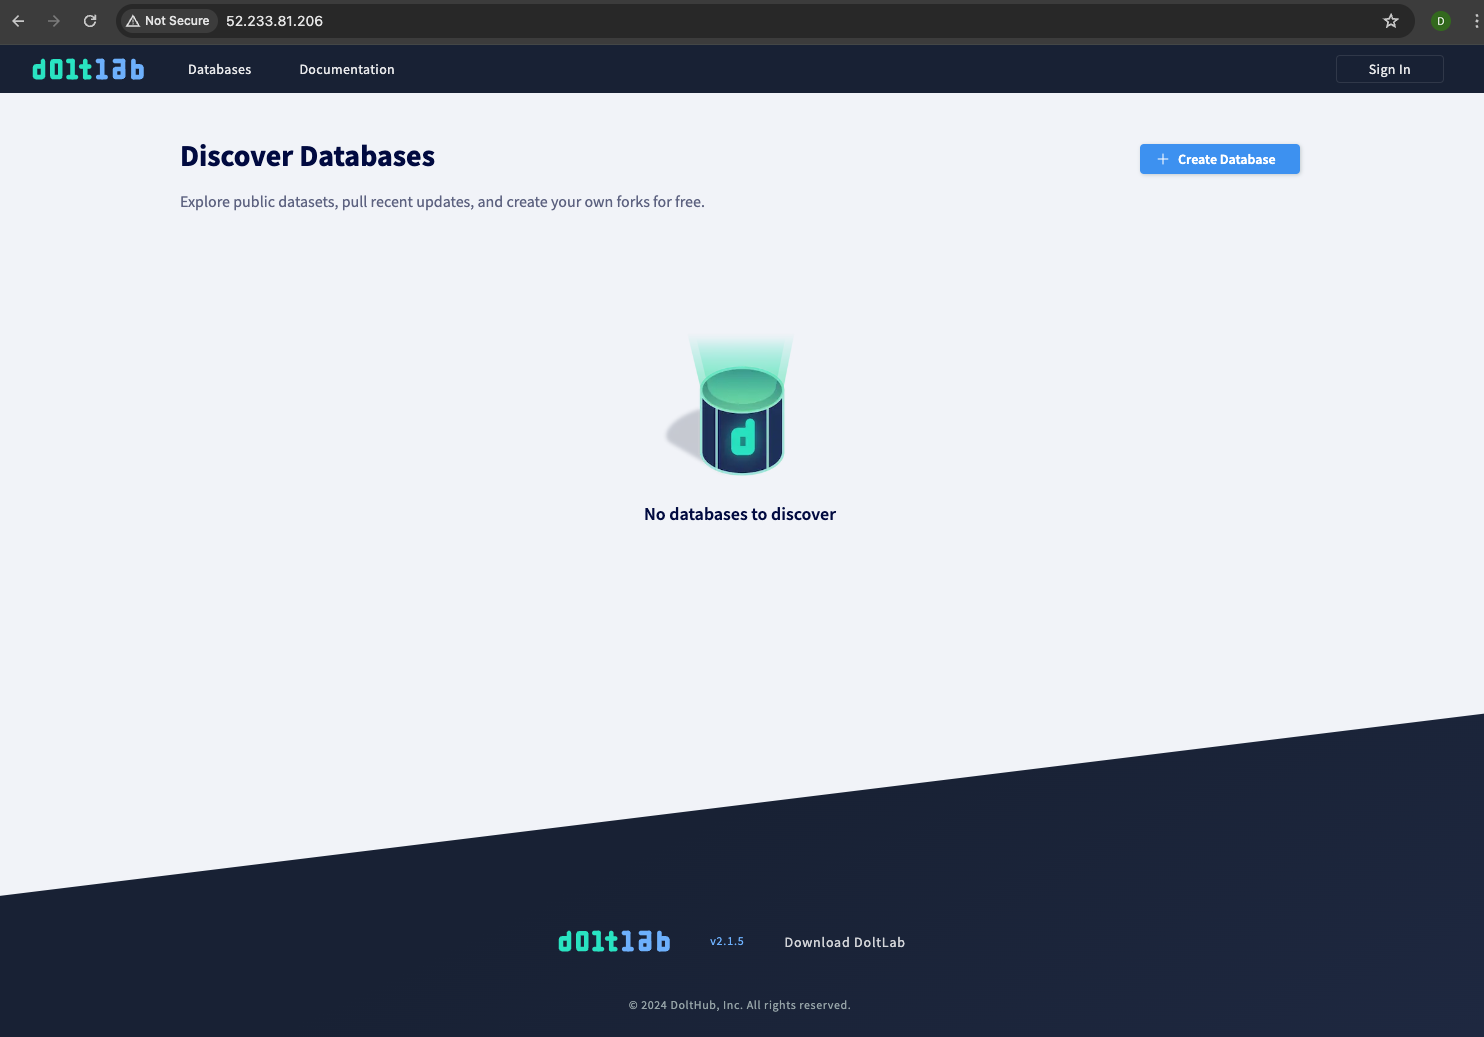 Not Secure 52.233.81.206 D
doltlab Databases Documentation Sign In
Discover Databases
+ Create Database
Explore public datasets, pull recent updates, and create your own forks for free.
d
No databases to discover
doltlab v2.1.5 Download DoltLab
© 2024 DoltHub, Inc. All rights reserved.